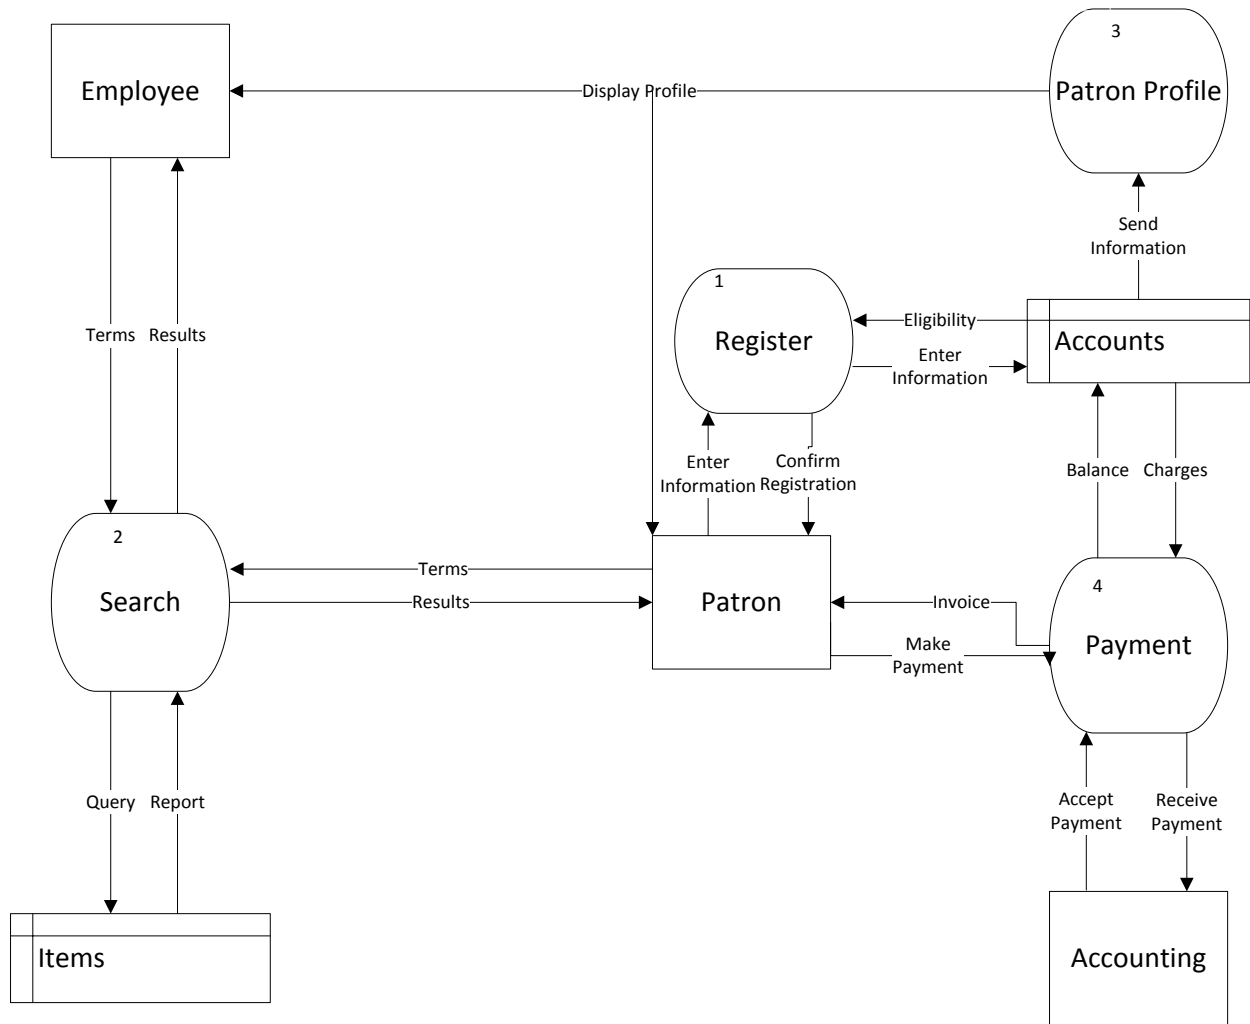 3
Employee
Display Profile
Patron Profile
Send
Information
1
Eligibility
Terms
Results
Register
Accounts
Enter
Information
Enter
Information
Confirm
Registration
Balance
Charges
2
Terms
4
Search
Results
Patron
Invoice
Payment
Make
Payment
Query
Report
Accept
Payment
Receive
Payment
Items
Accounting